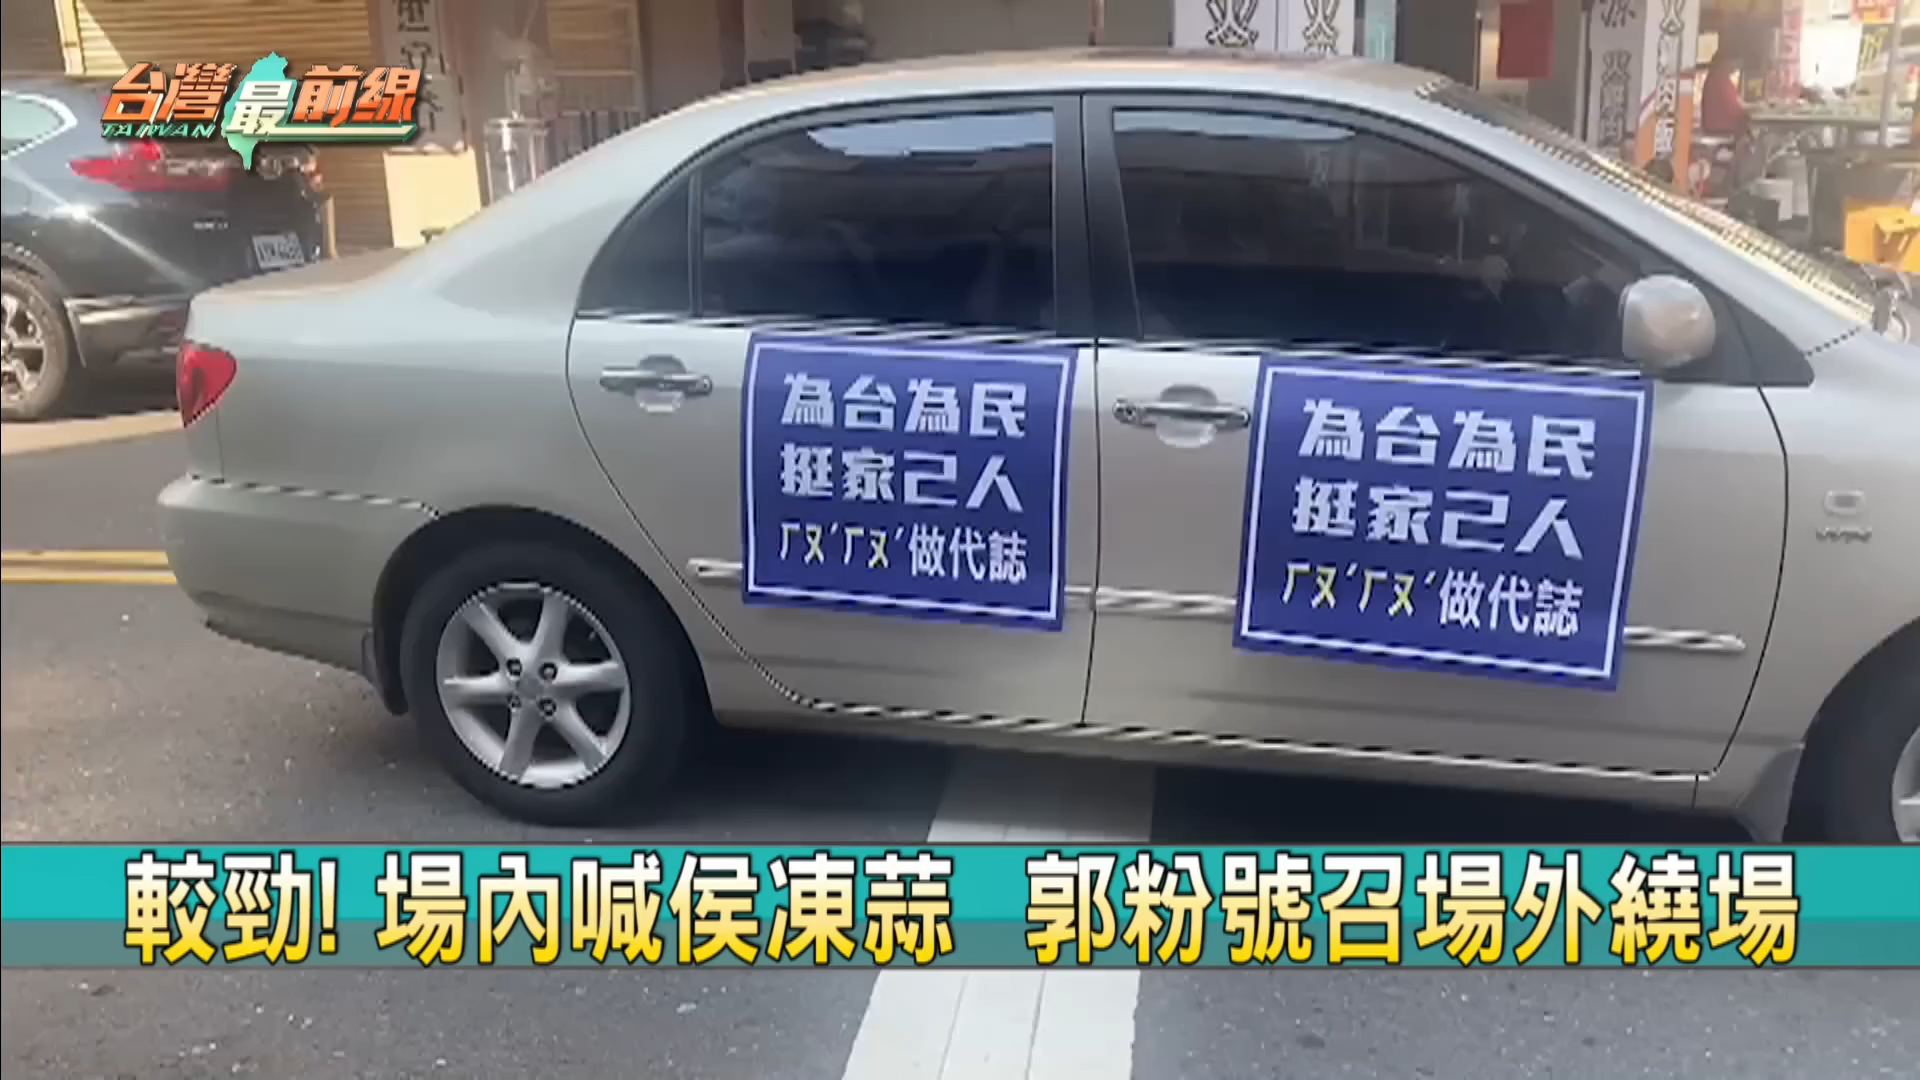 台灣最前線
TAIWAN
為台為民
挺家己人
ㄏㄡˊㄏㄡˊ做代誌
為台為民
挺家己人
ㄏㄡˊㄏㄡˊ做代誌
較勁! 場內喊侯凍蒜 郭粉號召場外繞場